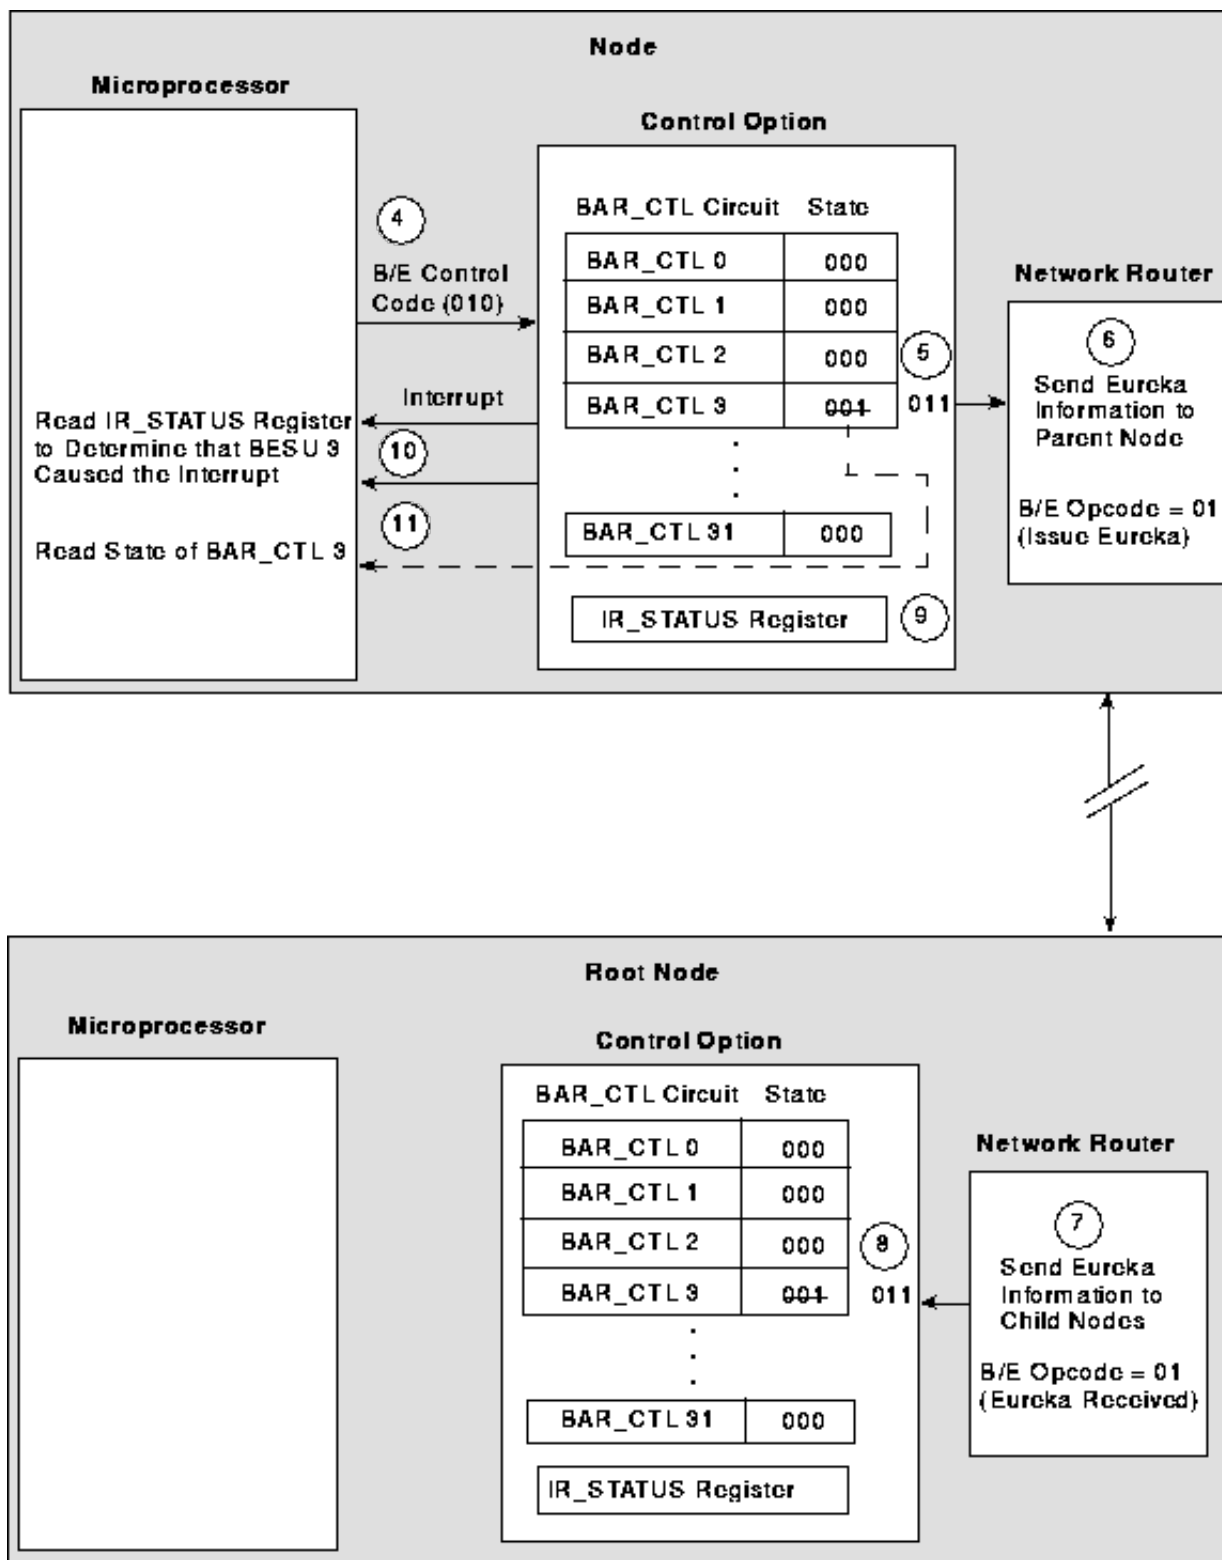 Node
Microprocessor
Control Option
4
B/E Control
Code (010)
Interrupt
Read IR_STATUS Register
to Determine that BESU 3
Caused the Interrupt
10
11
Read State of BAR_CTL 3
BAR_CTL Circuit State
BAR_CTL 0 000
BAR_CTL 1 000
BAR_CTL 2 000
5
BAR_CTL 3 001 011
BAR_CTL 31 000
IR_STATUS Register
9
Network Router
6
Send Eureka
Information to
Parent Node
B/E Opcode = 01
(Issue Eureka)
Root Node
Microprocessor
Control Option
BAR_CTL Circuit State
BAR_CTL 0 000
BAR_CTL 1 000
BAR_CTL 2 000
8
BAR_CTL 3 001 011
BAR_CTL 31 000
IR_STATUS Register
Network Router
7
Send Eureka
Information to
Child Nodes
B/E Opcode = 01
(Eureka Received)